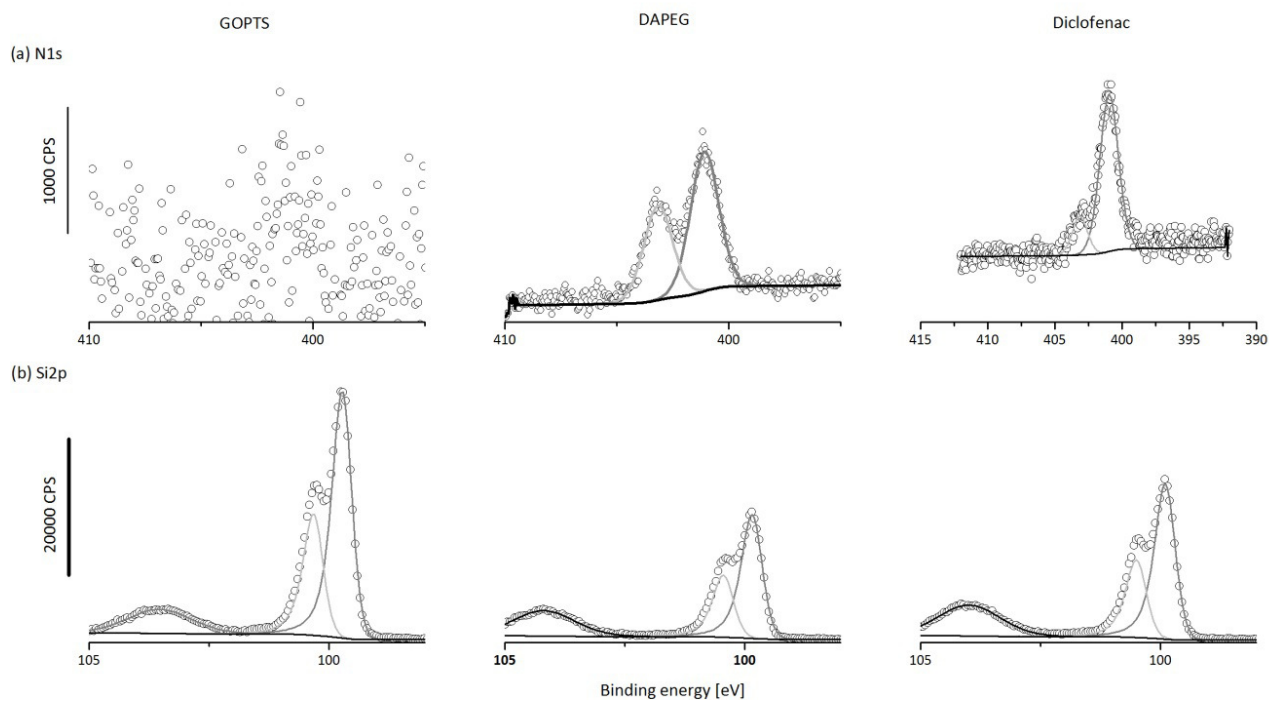 GOPTS DAPEG Diclofenac
(a) N1s
1000 CPS
410 400 410 400 415 410 405 400 395 390
(b) Si2p
20000 CPS
105 100 105 100 105 100
Binding energy [eV]